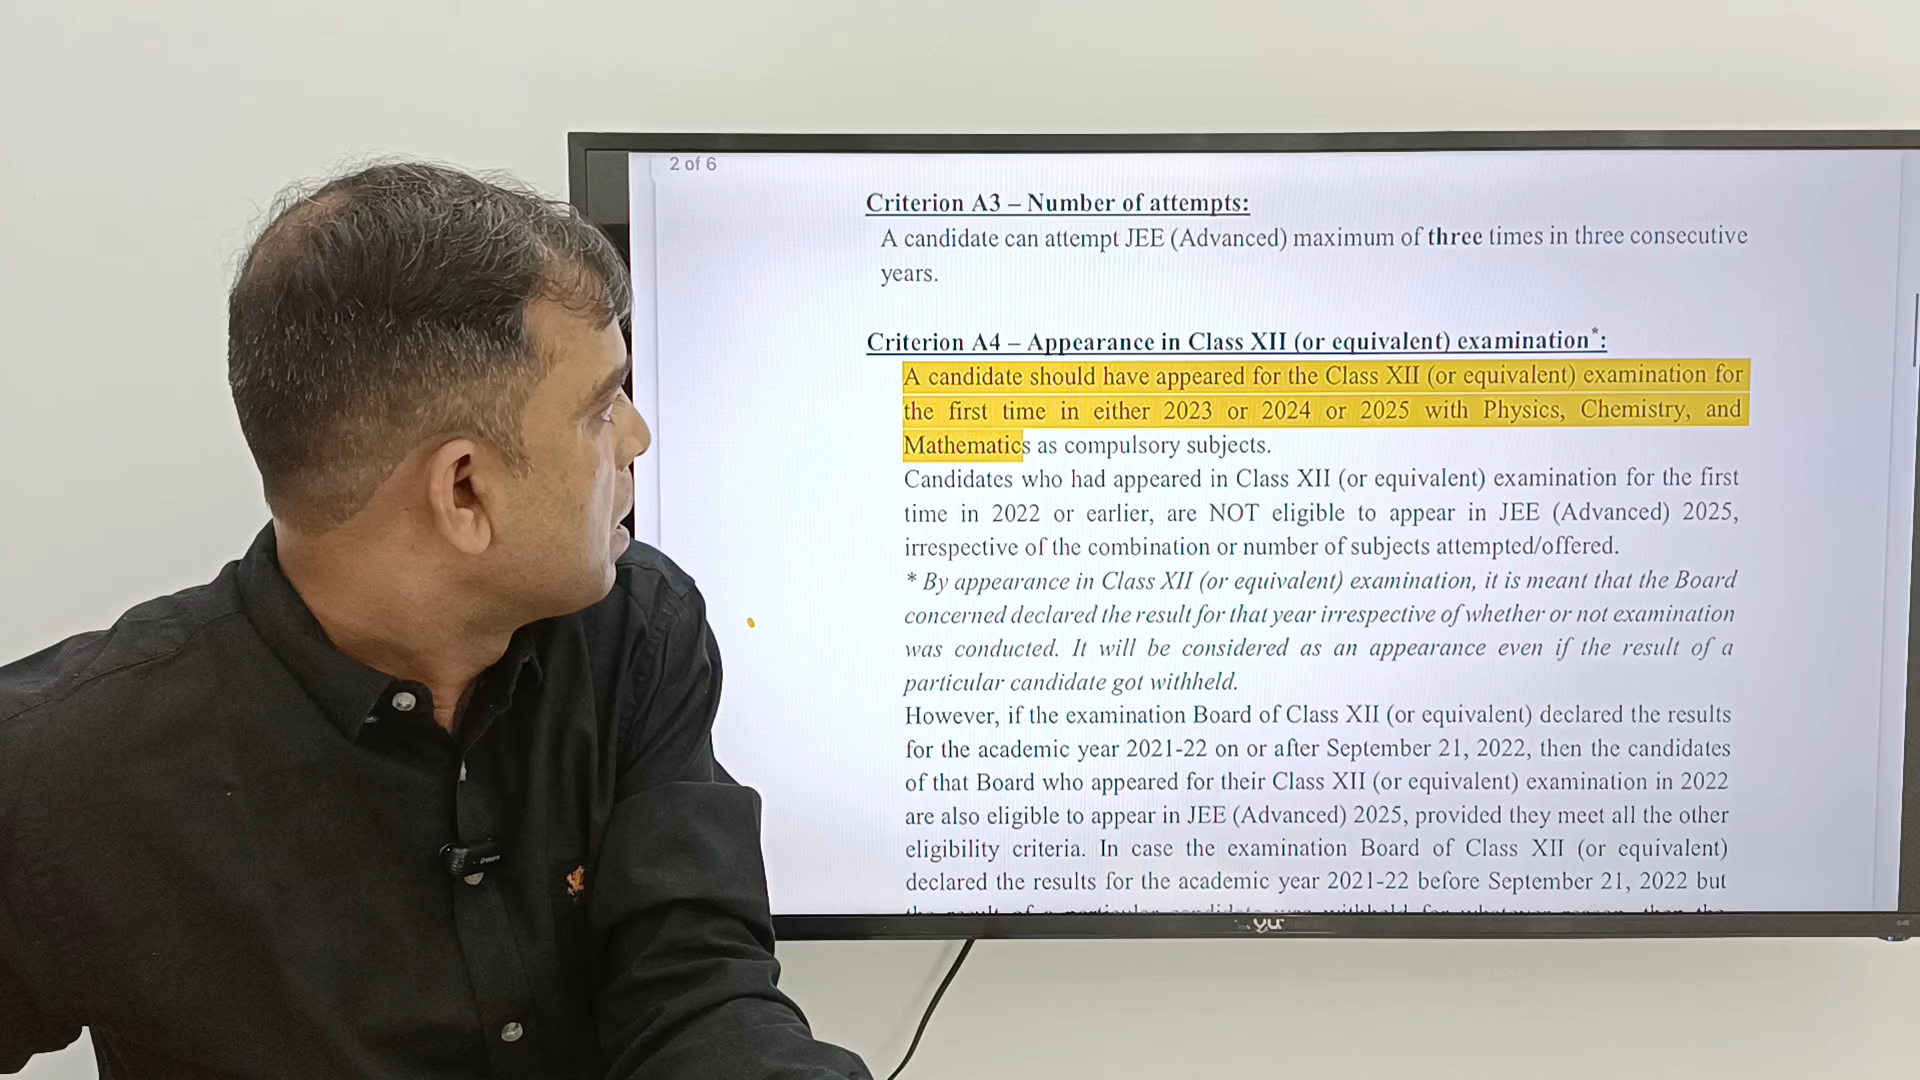 2 of 6
Criterion A3 – Number of attempts:
A candidate can attempt JEE (Advanced) maximum of three times in three consecutive
years.
Criterion A4 – Appearance in Class XII (or equivalent) examination*:
A candidate should have appeared for the Class XII (or equivalent) examination for
the first time in either 2023 or 2024 or 2025 with Physics, Chemistry, and
Mathematics as compulsory subjects.
Candidates who had appeared in Class XII (or equivalent) examination for the first
time in 2022 or earlier, are NOT eligible to appear in JEE (Advanced) 2025,
irrespective of the combination or number of subjects attempted/offered.
* By appearance in Class XII (or equivalent) examination, it is meant that the Board
concerned declared the result for that year irrespective of whether or not examination
was conducted. It will be considered as an appearance even if the result of a
particular candidate got withheld.
However, if the examination Board of Class XII (or equivalent) declared the results
for the academic year 2021-22 on or after September 21, 2022, then the candidates
of that Board who appeared for their Class XII (or equivalent) examination in 2022
are also eligible to appear in JEE (Advanced) 2025, provided they meet all the other
eligibility criteria. In case the examination Board of Class XII (or equivalent)
declared the results for the academic year 2021-22 before September 21, 2022 but
yu